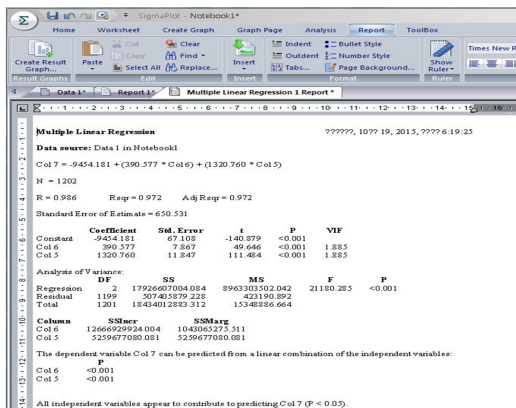 SigmaPlot - Notebook1*
Home Worksheet Create Graph Graph Page Analysis Report ToolBox
Create Result Graph...
Paste
Cut
Copy
Select All
Clear
Find
Replace...
Insert
Indent
Outdent
Tabs...
Bullet Style
Number Style
Page Background...
Show Ruler
Times New R
Result Graphs Edit Insert Format Ruler
Data 1* Report 1* Multiple Linear Regression 1 Report *
Multiple Linear Regression ??????, 10?? 19, 2015, ???? 6:19:25
Data source: Data 1 in Notebook1
Col 7 = -9454.181 + (390.577 * Col 6) + (1320.760 * Col 5)
N = 1202
R = 0.986 Rsqr = 0.972 Adj Rsqr = 0.972
Standard Error of Estimate = 650.531
Coefficient Std. Error t P VIF
Constant -9454.181 67.108 -140.879 <0.001
Col 6 390.577 7.867 49.646 <0.001 1.885
Col 5 1320.760 11.847 111.484 <0.001 1.885
Analysis of Variance:
DF SS MS F P
Regression 2 17926607004.084 8963303502.042 21180.285 <0.001
Residual 1199 507405879.228 423190.892
Total 1201 18434012883.312 15348886.664
Column SSIncr SSMarg
Col 6 12666929924.004 1043065275.511
Col 5 5259677080.081 5259677080.081
The dependent variable Col 7 can be predicted from a linear combination of the independent variables:
P
Col 6 <0.001
Col 5 <0.001
All independent variables appear to contribute to predicting Col 7 (P < 0.05).